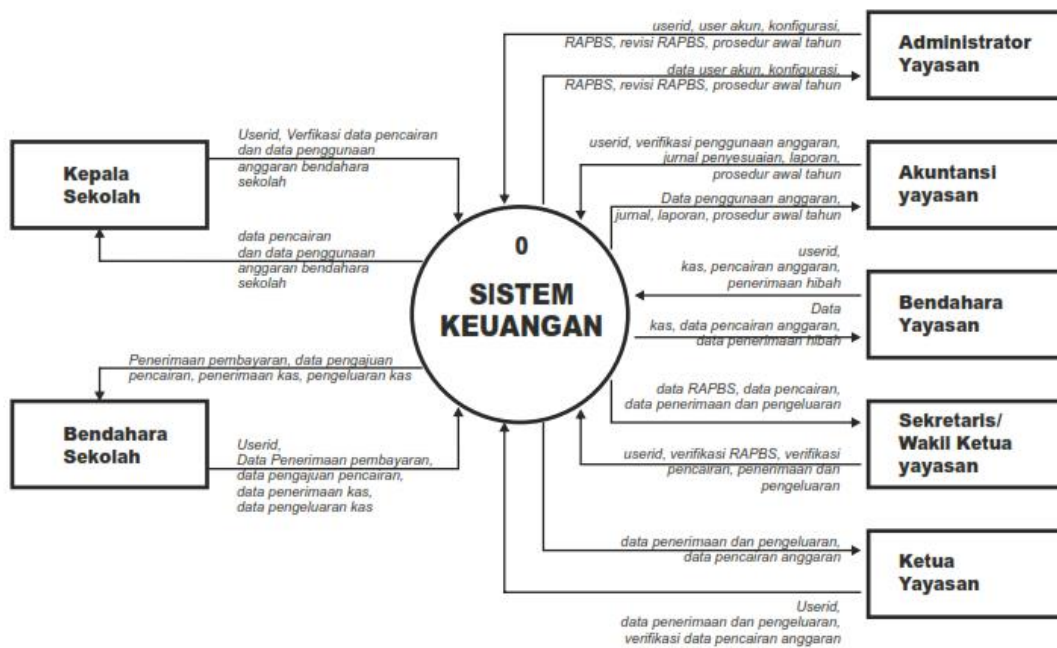 userid, user akun, konfigurasi,
RAPBS, revisi RAPBS, prosedur awal tahun
data user akun, konfigurasi,
RAPBS, revisi RAPBS, prosedur awal tahun
Administrator
Yayasan
Userid, Verfikasi data pencairan
dan data penggunaan
anggaran bendahara
sekolah
Kepala
Sekolah
data pencairan
dan data penggunaan
anggaran bendahara
sekolah
userid, verifikasi penggunaan anggaran,
jurnal penyesuaian, laporan,
prosedur awal tahun
Data penggunaan anggaran,
jurnal, laporan, prosedur awal tahun
Akuntansi
yayasan
0
SISTEM
KEUANGAN
userid,
kas, pencairan anggaran,
penerimaan hibah
Data
kas, data pencairan anggaran,
data penerimaan hibah
Bendahara
Yayasan
Penerimaan pembayaran, data pengajuan
pencairan, penerimaan kas, pengeluaran kas
Bendahara
Sekolah
Userid,
Data Penerimaan pembayaran,
data pengajuan pencairan,
data penerimaan kas,
data pengeluaran kas
data RAPBS, data pencairan,
data penerimaan dan pengeluaran
userid, verifikasi RAPBS, verifikasi
pencairan, penerimaan dan
pengeluaran
Sekretaris/
Wakil Ketua
yayasan
data penerimaan dan pengeluaran,
data pencairan anggaran
Ketua
Yayasan
Userid,
data penerimaan dan pengeluaran,
verifikasi data pencairan anggaran